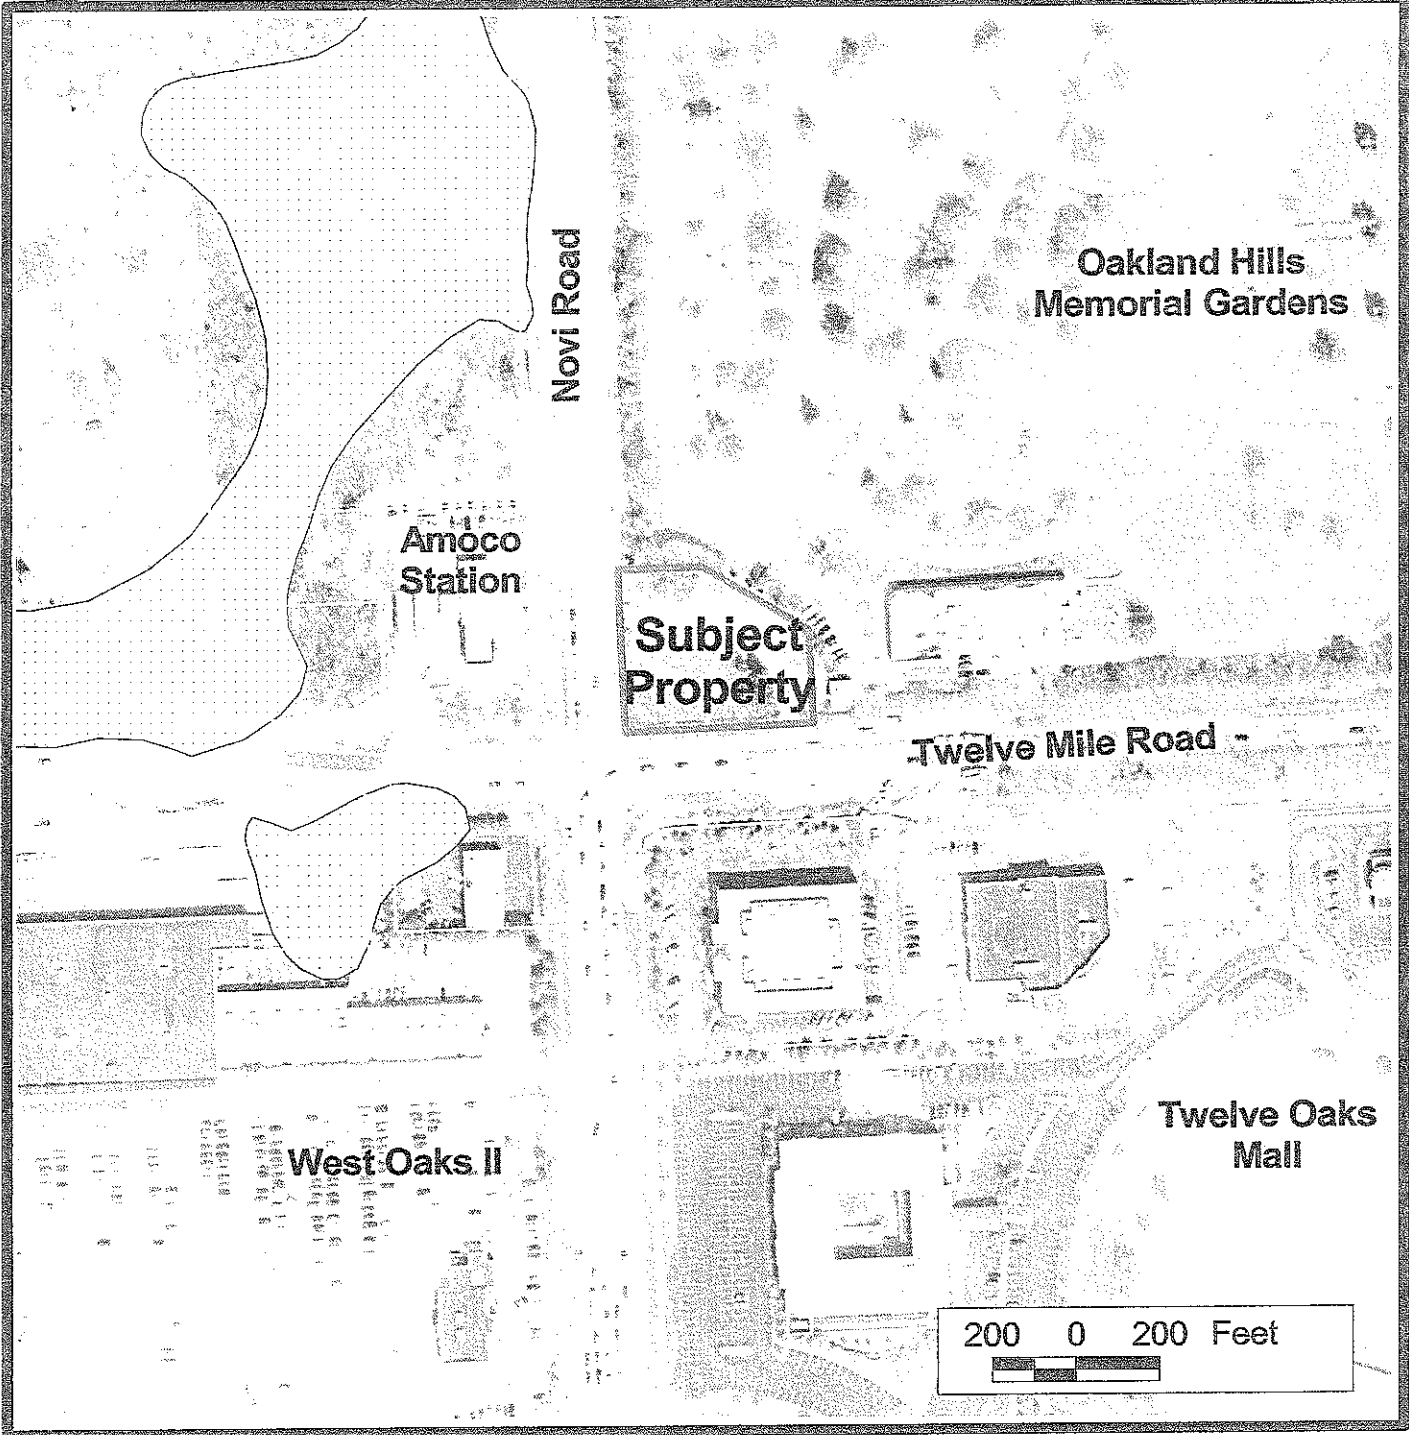 Novi Road
Oakland Hills
Memorial Gardens
Amoco
Station
Subject
Property
Twelve Mile Road
Twelve Oaks
Mall
West Oaks II
200 0 200 Feet